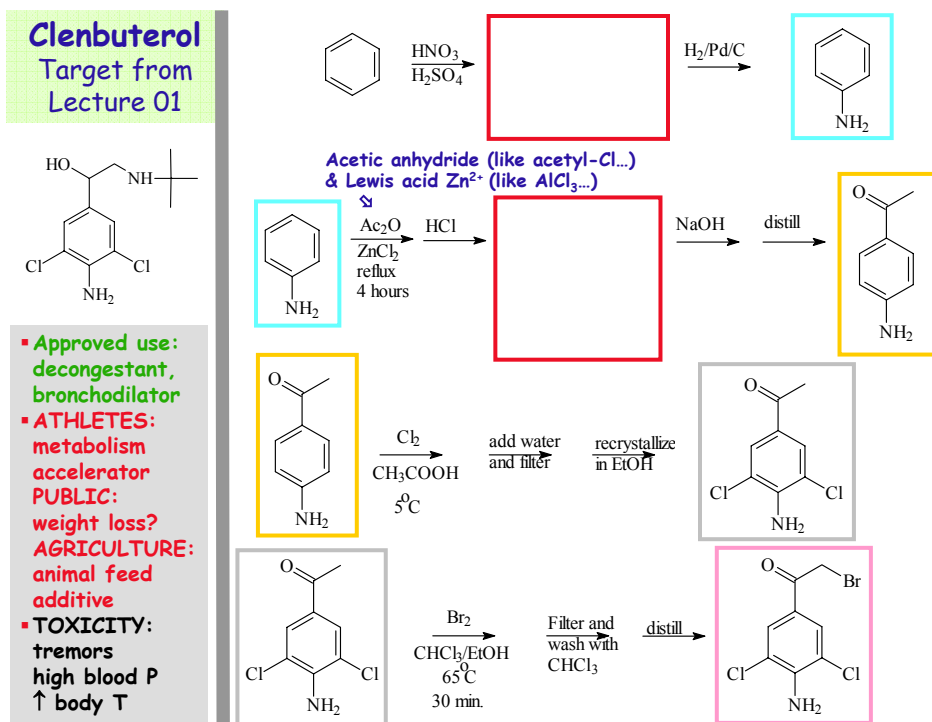 Clenbuterol
Target from
Lecture 01
HO
NH
Cl
Cl
NH2
▪ Approved use:
decongestant,
bronchodilator
▪ ATHLETES:
metabolism
accelerator
PUBLIC:
weight loss?
AGRICULTURE:
animal feed
additive
▪ TOXICITY:
tremors
high blood P
↑ body T
HNO3
H2SO4
H2/Pd/C
NH2
Acetic anhydride (like acetyl-Cl...)
& Lewis acid Zn2+ (like AlCl3...)
NH2
Ac2O
ZnCl2
reflux
4 hours
HCl
NaOH
distill
O
NH2
O
NH2
Cl2
CH3COOH
5°C
add water
and filter
recrystallize
in EtOH
O
Cl
Cl
NH2
O
Cl
Cl
NH2
Br2
CHCl3/EtOH
65°C
30 min.
Filter and
wash with
CHCl3
distill
O
Br
Cl
Cl
NH2